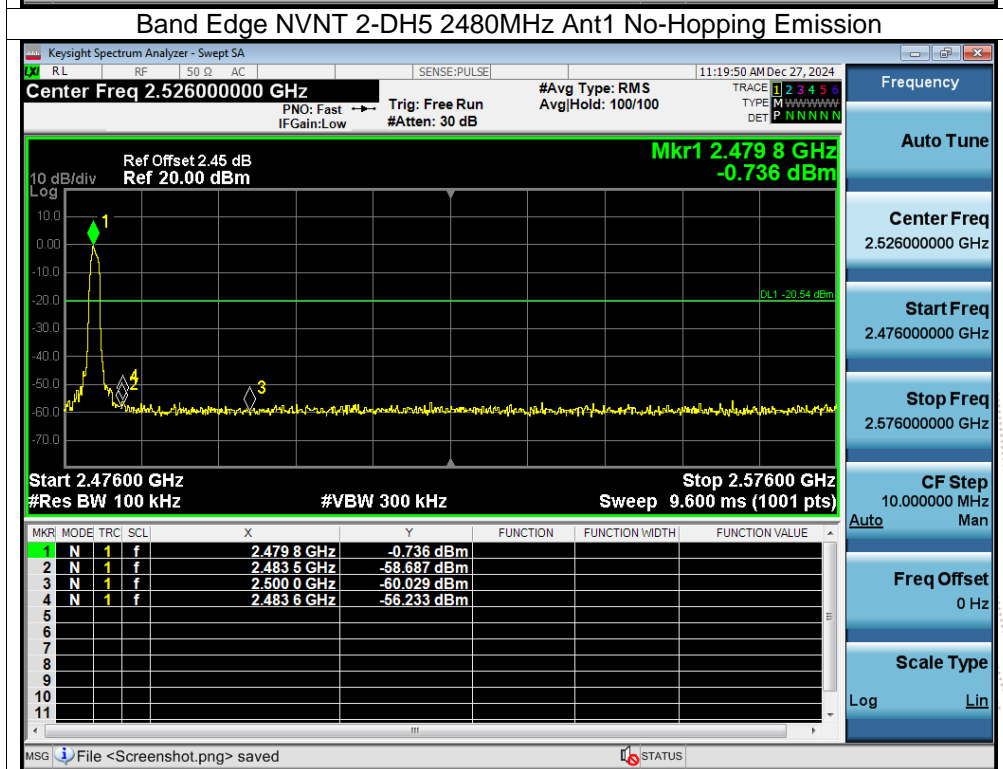 Band Edge NVNT 2-DH5 2480MHz Ant1 No-Hopping Emission
Keysight Spectrum Analyzer - Swept SA
LXI RL RF 50 Ω AC SENSE:PULSE 11:19:50 AM Dec 27, 2024
Center Freq 2.526000000 GHz #Avg Type: RMS TRACE 1 2 3 4 5 6
PNO: Fast Trig: Free Run Avg|Hold: 100/100 TYPE M WWWWW
IFGain:Low #Atten: 30 dB DET P N N N N N
Ref Offset 2.45 dB Mkr1 2.479 8 GHz
10 dB/div Ref 20.00 dBm -0.736 dBm
Log
10.0
1
0.00
-10.0
-20.0
DL1 -20.54 dBm
-30.0
-40.0
-50.0
4
2
3
-60.0
-70.0
Start 2.47600 GHz Stop 2.57600 GHz
#Res BW 100 kHz #VBW 300 kHz Sweep 9.600 ms (1001 pts)
MKR MODE TRC SCL X Y FUNCTION FUNCTION WIDTH FUNCTION VALUE
1 N 1 f 2.479 8 GHz -0.736 dBm
2 N 1 f 2.483 5 GHz -58.687 dBm
3 N 1 f 2.500 0 GHz -60.029 dBm
4 N 1 f 2.483 6 GHz -56.233 dBm
5
6
7
8
9
10
11
MSG File <Screenshot.png> saved STATUS
Frequency
Auto Tune
Center Freq
2.526000000 GHz
Start Freq
2.476000000 GHz
Stop Freq
2.576000000 GHz
CF Step
10.000000 MHz
Auto Man
Freq Offset
0 Hz
Scale Type
Log Lin